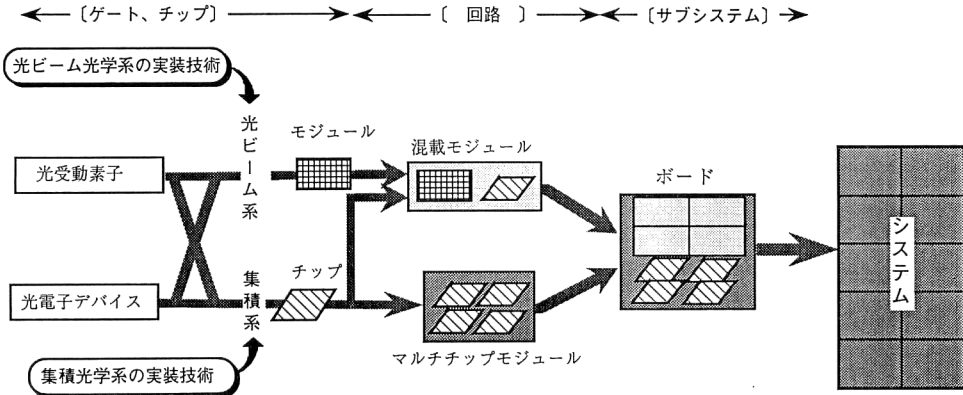 〔ゲート、チップ〕
〔 回路 〕
〔サブシステム〕
光ビーム光学系の実装技術
光ビーム系
モジュール
混載モジュール
光受動素子
ボード
システム
光電子デバイス
集積系
チップ
マルチチップモジュール
集積光学系の実装技術